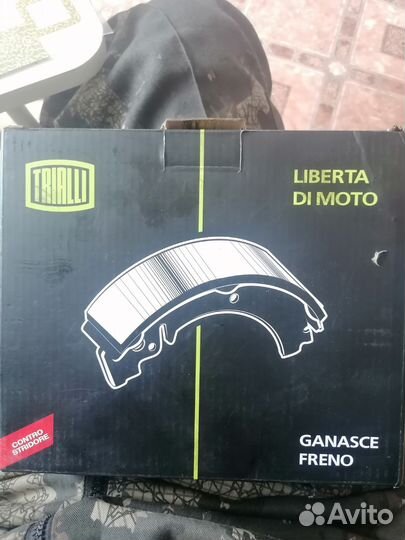 TRIALLI
LIBERTA
DI MOTO
CONTRO
STRIDORE
GANASCE
FRENO
Avito